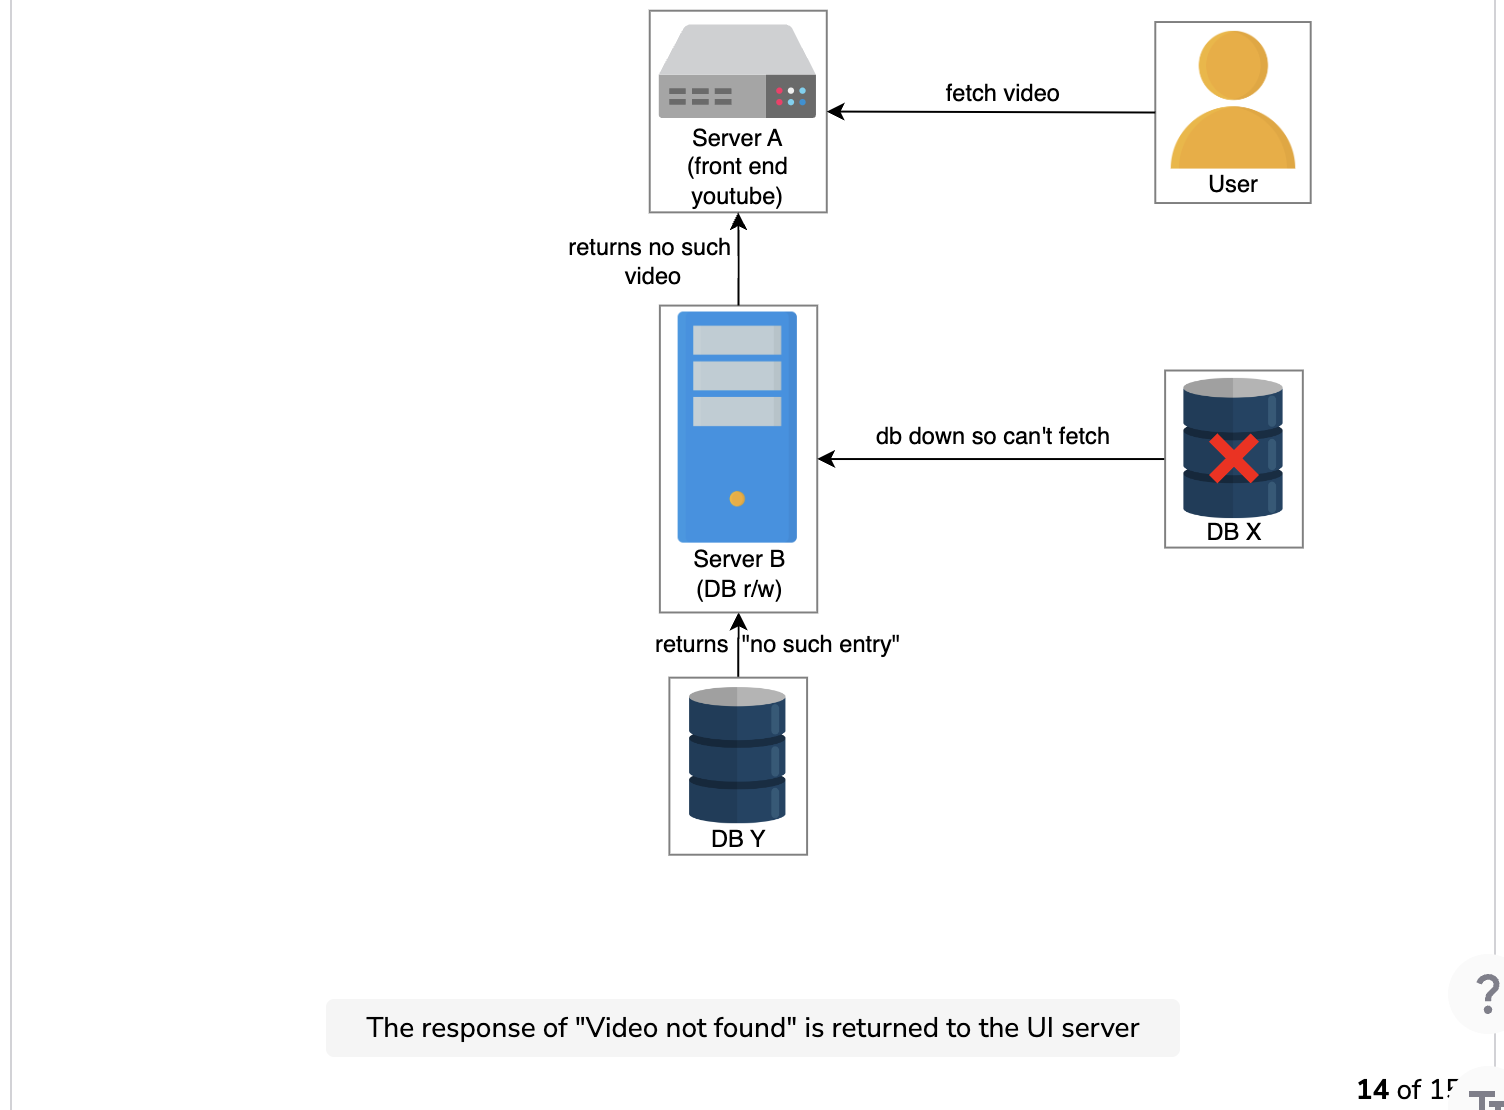 fetch video
Server A
(front end
youtube)
User
returns no such
video
db down so can't fetch
DB X
Server B
(DB r/w)
returns "no such entry"
DB Y
The response of "Video not found" is returned to the UI server
?
14 of 15